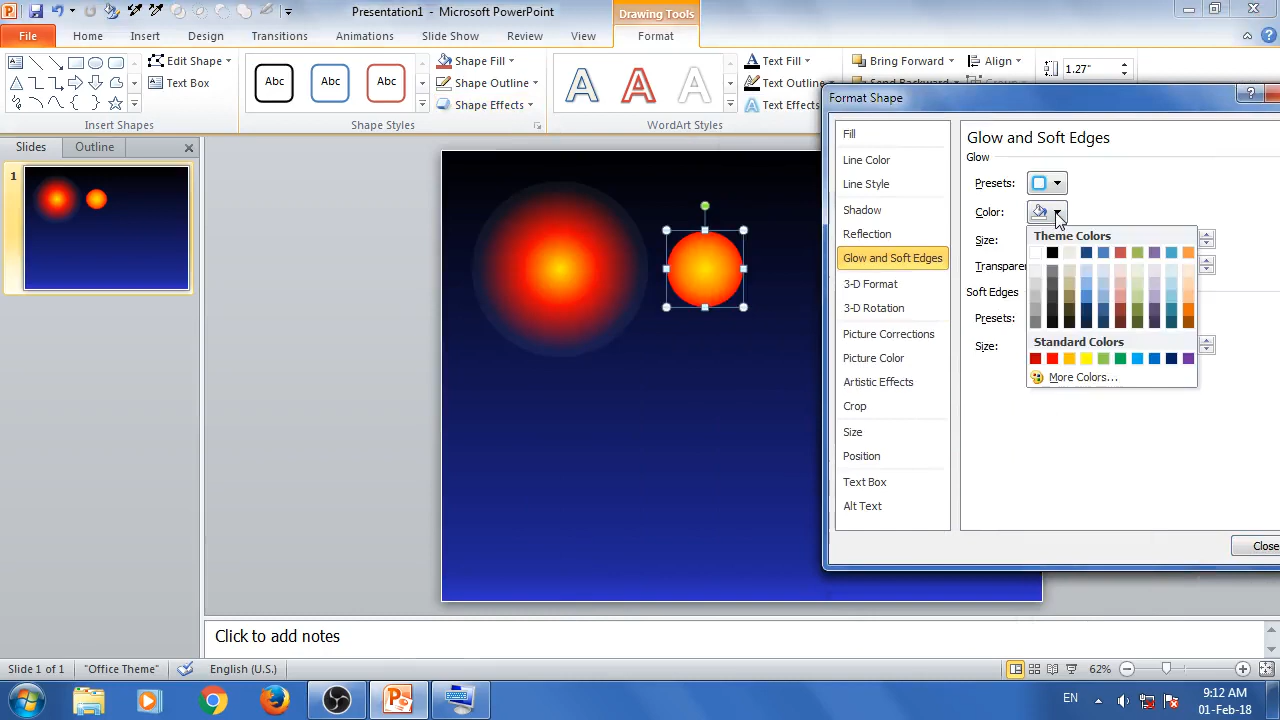 Presentation1 - Microsoft PowerPoint
Drawing Tools
File Home Insert Design Transitions Animations Slide Show Review View Format
Edit Shape
Text Box
Insert Shapes
Abc Abc Abc
Shape Fill
Shape Outline
Shape Effects
Shape Styles
WordArt Styles
Text Fill
Text Outline
Text Effects
Bring Forward
Align
1.27"
Slides Outline
1
Format Shape
Fill
Line Color
Line Style
Shadow
Reflection
Glow and Soft Edges
3-D Format
3-D Rotation
Picture Corrections
Picture Color
Artistic Effects
Crop
Size
Position
Text Box
Alt Text
Glow and Soft Edges
Glow
Presets:
Color:
Size:
Soft Edges
Presets:
Size:
Theme Colors
Standard Colors
More Colors...
Close
Click to add notes
Slide 1 of 1
"Office Theme"
English (U.S.)
62%
EN
9:12 AM
01-Feb-18